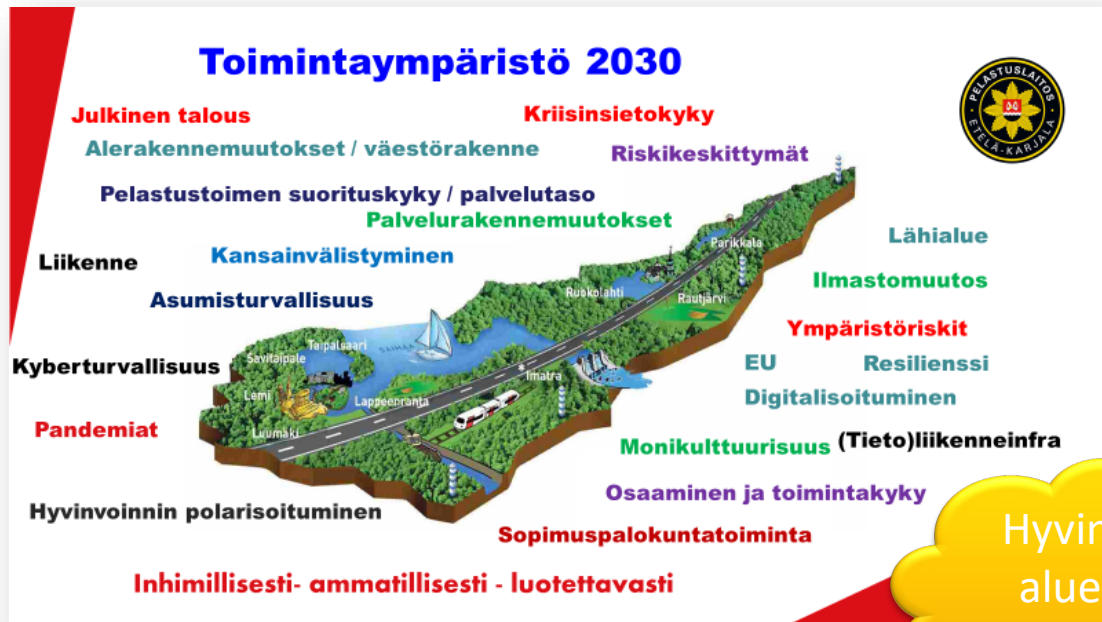 Toimintaympäristö 2030
PELASTUSLAITOS
ETELÄ-KARJALA
Julkinen talous
Kriisinsietokyky
Alerakennemuutokset / väestörakenne
Riskikeskittymät
Pelastustoimen suorituskyky / palvelutaso
Palvelurakennemuutokset
Lähialue
Liikenne
Kansainvälistyminen
Parikkala
Ilmastomuutos
Asumisturvallisuus
Ruokolahti
Rautjärvi
Ympäristöriskit
Taipalsaari
SAIMAA
Savitaipale
Kyberturvallisuus
EU
Resilienssi
Imatra
Lemi
Lappeenranta
Digitalisoituminen
Pandemiat
Luumäki
Monikulttuurisuus
(Tieto)liikenneinfra
Osaaminen ja toimintakyky
Hyvinvoinnin polarisoituminen
Sopimuspalokuntatoiminta
Hyvin
alue
Inhimillisesti- ammatillisesti - luotettavasti